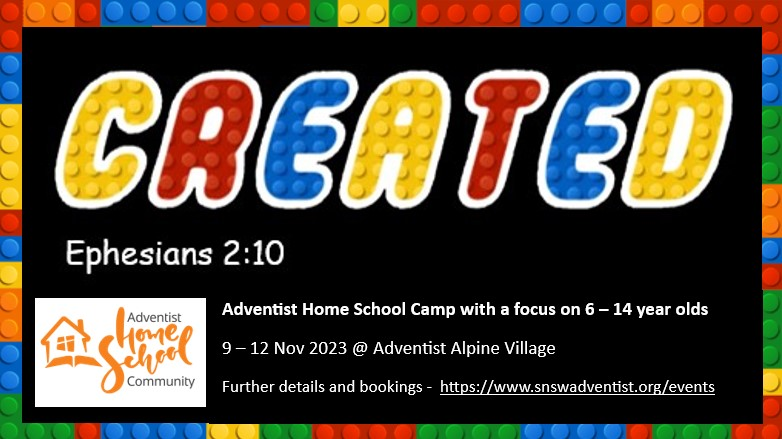 CREATED
Ephesians 2:10
Adventist
Home
School
Community
Adventist Home School Camp with a focus on 6 – 14 year olds
9 – 12 Nov 2023 @ Adventist Alpine Village
Further details and bookings - https://www.snswadventist.org/events